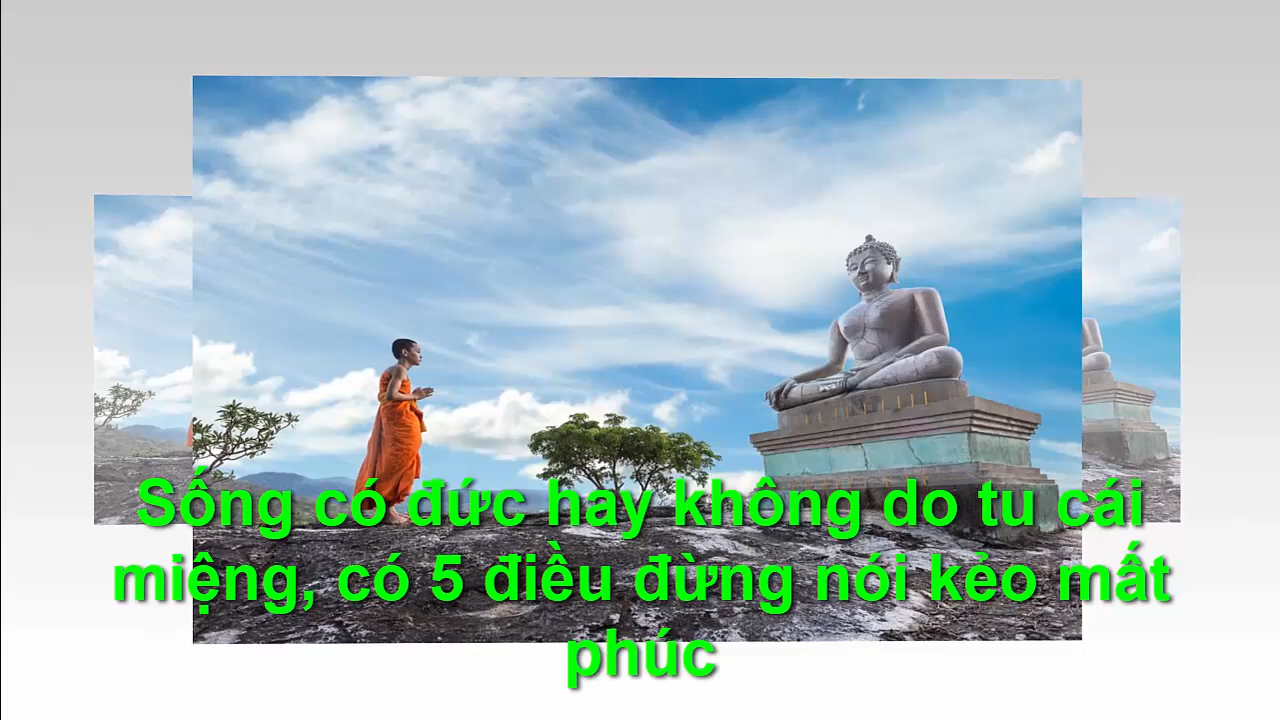 Sống có đức hay không do tu cái
miệng, có 5 điều đừng nói kẻo mất
phúc